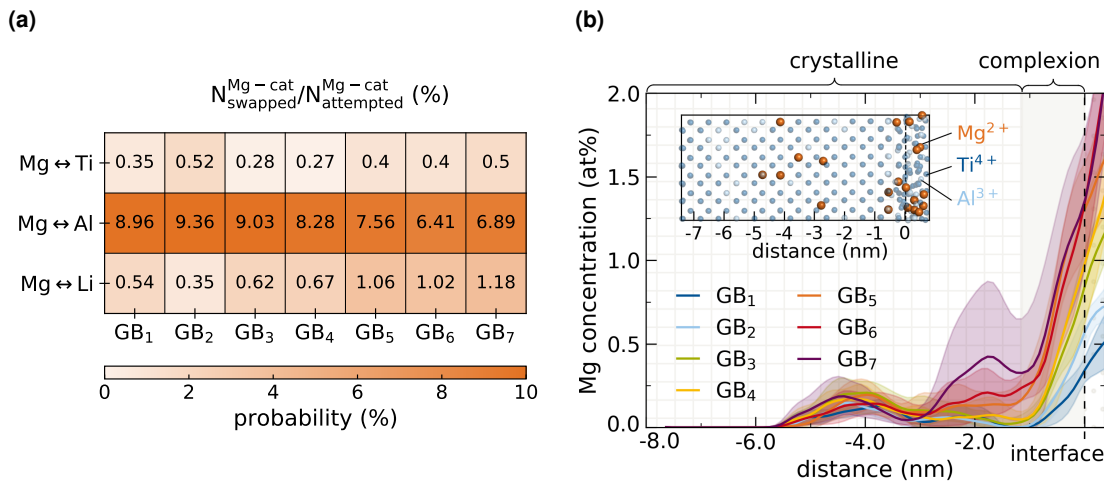 (a)
N^{Mg-cat}_{swapped}/N^{Mg-cat}_{attempted} (%)
Mg↔Ti 0.35 0.52 0.28 0.27 0.4 0.4 0.5
Mg↔Al 8.96 9.36 9.03 8.28 7.56 6.41 6.89
Mg↔Li 0.54 0.35 0.62 0.67 1.06 1.02 1.18
GB₁ GB₂ GB₃ GB₄ GB₅ GB₆ GB₇
0 2 4 6 8 10
probability (%)
(b)
crystalline complexion
Mg concentration (at%)
2.0
1.5
1.0
0.5
0.0
Mg²⁺
Ti⁴⁺
Al³⁺
-7 -6 -5 -4 -3 -2 -1 0
distance (nm)
GB₁ GB₅
GB₂ GB₆
GB₃ GB₇
GB₄
-8.0 -6.0 -4.0 -2.0 interface
distance (nm)